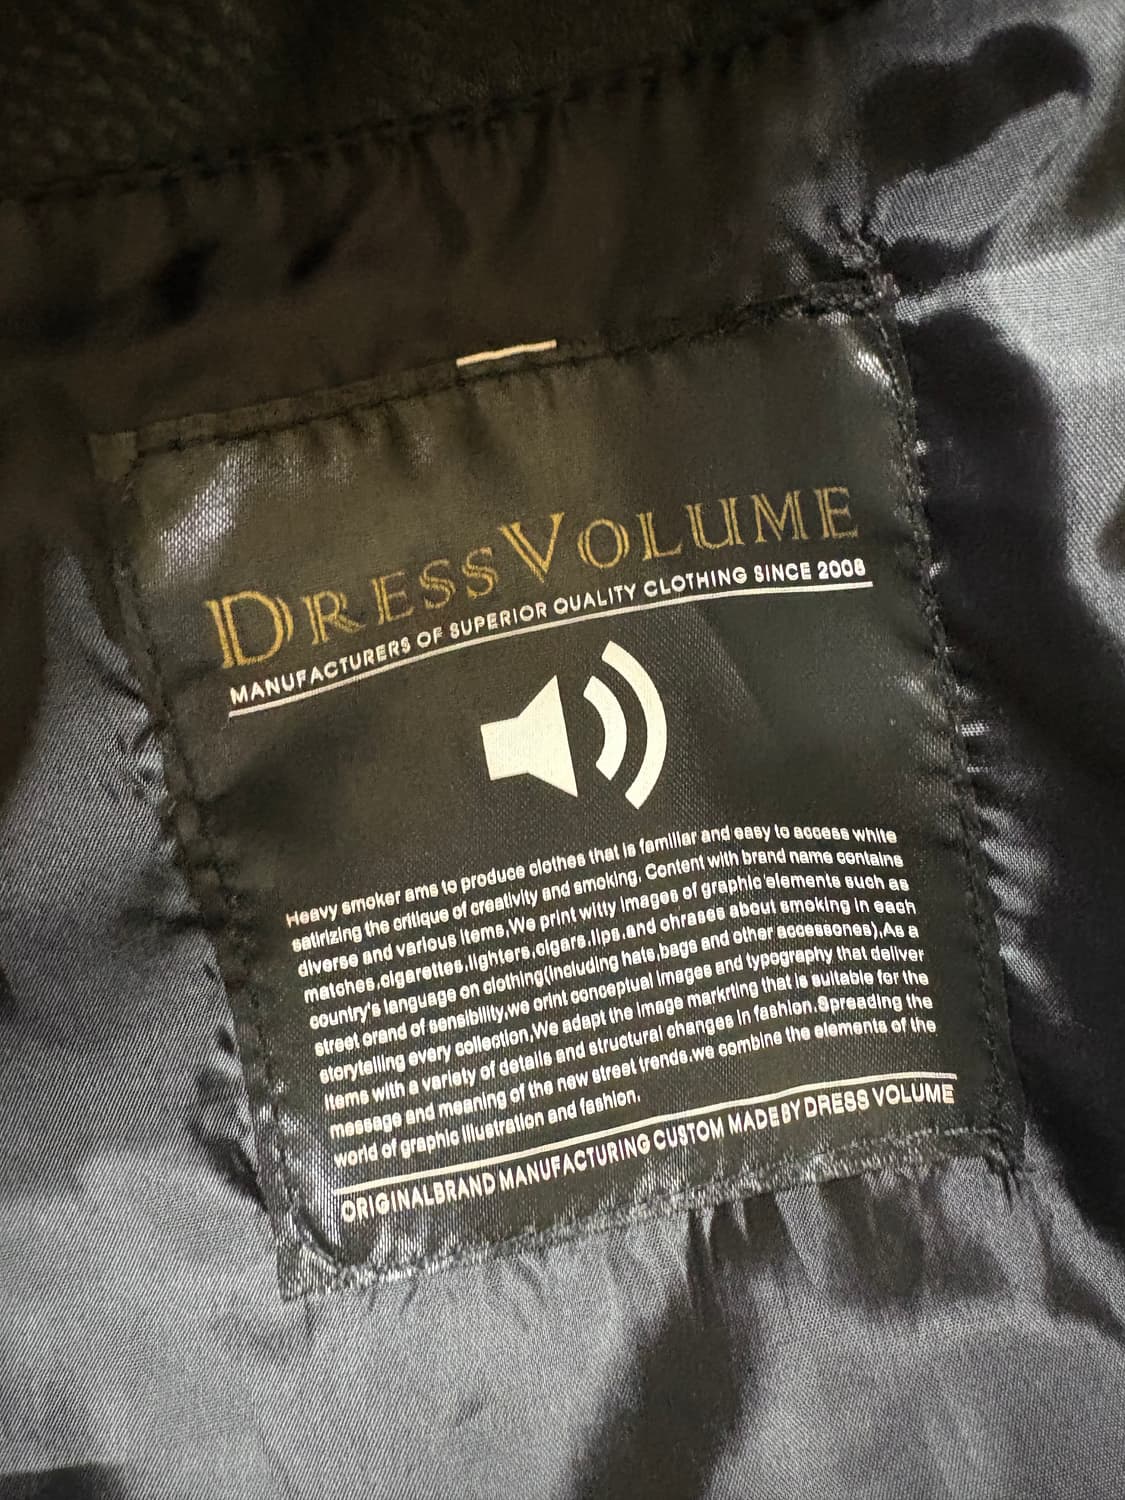 DRESSVOLUME
MANUFACTURERS OF SUPERIOR QUALITY CLOTHING SINCE 2008
Heavy smoker ams to produce clothes that is familiar and easy to access white
satirizing the critique of creativity and smoking. Content with brand name contains
diverse and various items,We print witty images of graphic elements such as
matches,cigarettes,lighters,cigars,lips,and ohrases about smoking in each
country's language on clothing(including hats,bags and other accessones),As a
street orand of sensibility,we orint conceptual images and typography that deliver
storytelling every collection,We adapt the image markrting that is suitable for the
items with a variety of details and structural changes in fashion.Spreading the
message and meaning of the new street trends.we combine the elements of the
world of graphic illustration and fashion.
ORIGINALBRAND MANUFACTURING CUSTOM MADE BY DRESS VOLUME